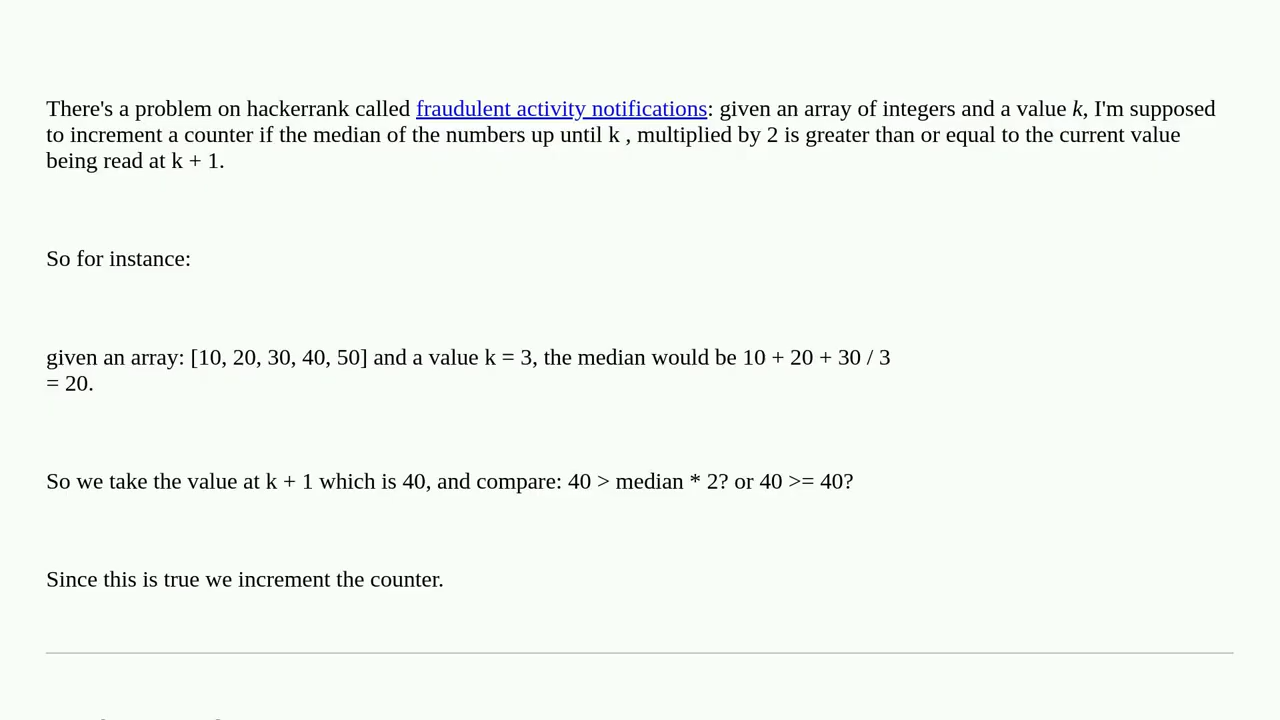 There's a problem on hackerrank called fraudulent activity notifications: given an array of integers and a value k, I'm supposed
to increment a counter if the median of the numbers up until k , multiplied by 2 is greater than or equal to the current value
being read at k + 1.
So for instance:
given an array: [10, 20, 30, 40, 50] and a value k = 3, the median would be 10 + 20 + 30 / 3
= 20.
So we take the value at k + 1 which is 40, and compare: 40 > median * 2? or 40 >= 40?
Since this is true we increment the counter.